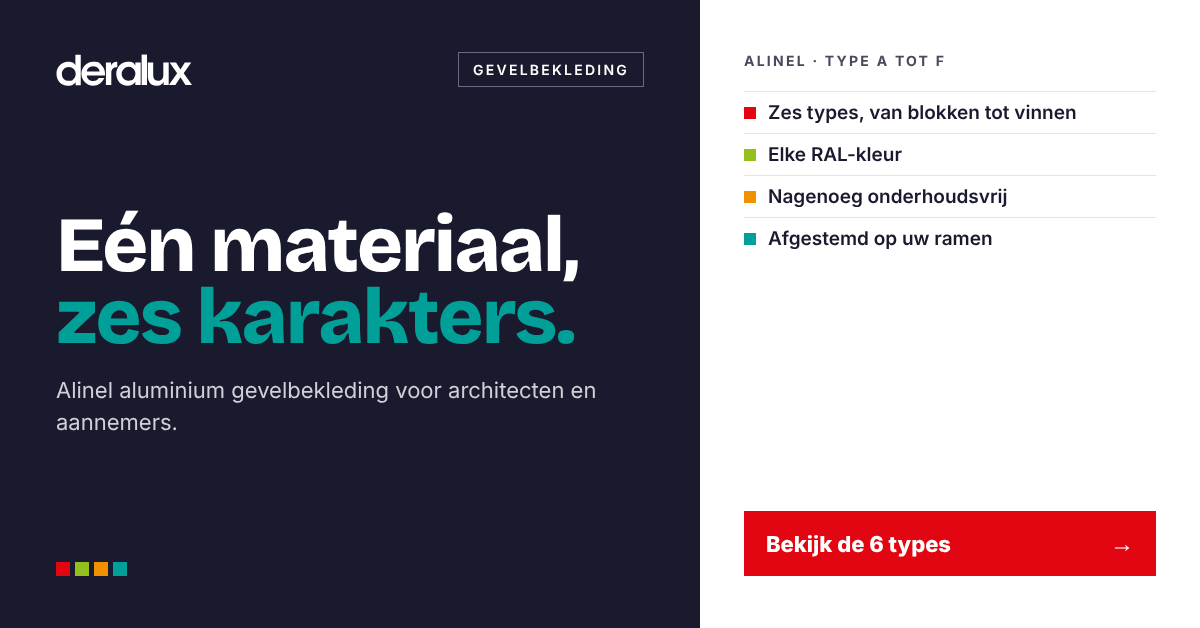 deralux
GEVELBEKLEDING
Eén materiaal,
zes karakters.
Alinel aluminium gevelbekleding voor architecten en
aannemers.
ALINEL · TYPE A TOT F
Zes types, van blokken tot vinnen
Elke RAL-kleur
Nagenoeg onderhoudsvrij
Afgestemd op uw ramen
Bekijk de 6 types →